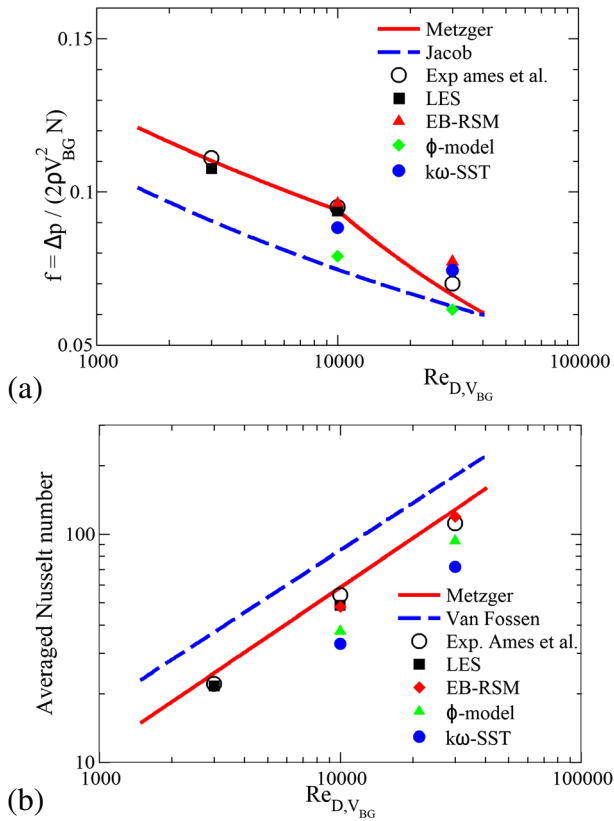 0.15
0.1
0.05
f = Δp / (2ρV²BG N)
Metzger
Jacob
Exp ames et al.
LES
EB-RSM
ϕ-model
kω-SST
1000
10000
100000
Re D,VBG
(a)
100
10
Averaged Nusselt number
Metzger
Van Fossen
Exp. Ames et al.
LES
EB-RSM
ϕ-model
kω-SST
1000
10000
100000
Re D,VBG
(b)